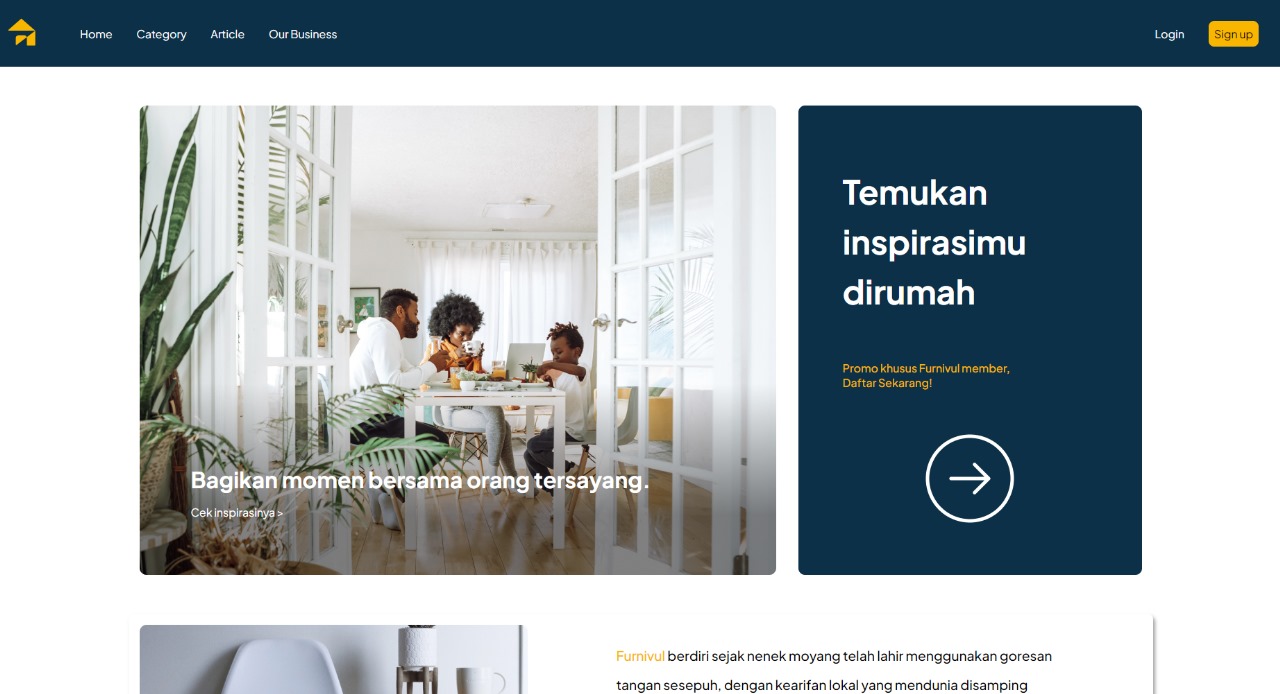 Home Category Article Our Business Login Sign up
Temukan
inspirasimu
dirumah
Promo khusus Furnivul member,
Daftar Sekarang!
Bagikan momen bersama orang tersayang.
Cek inspirasinya >
Furnivul berdiri sejak nenek moyang telah lahir menggunakan goresan
tangan sesepuh, dengan kearifan lokal yang mendunia disamping